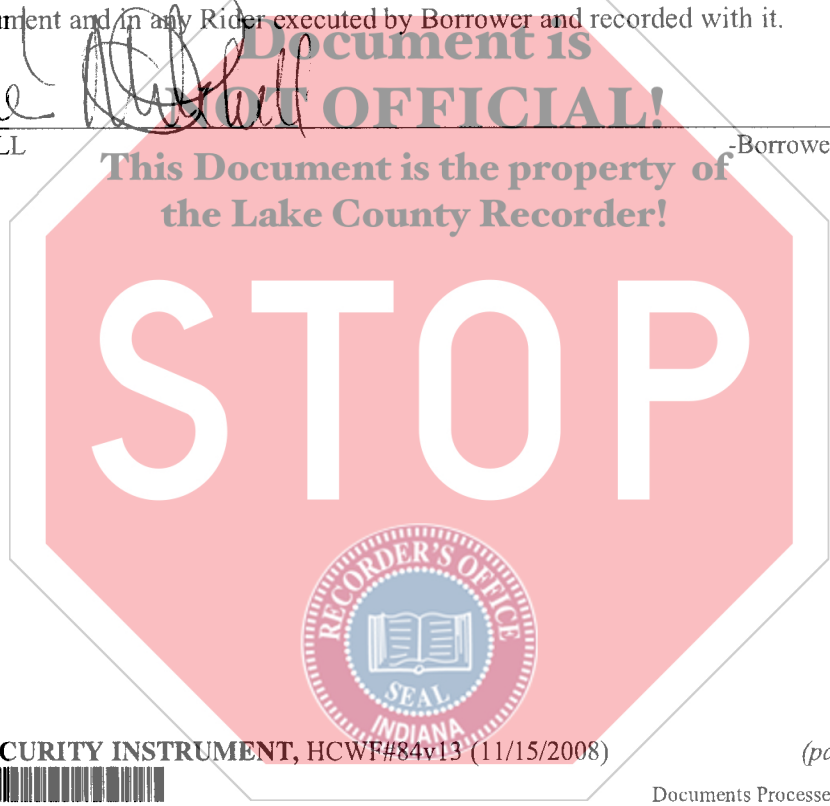 ment and in any Rider executed by Borrower and recorded with it.
Document is
NOT OFFICIAL!
LL
-Borrowe
This Document is the property of
the Lake County Recorder!
STOP
RECORDER'S OFFICE
SEAL
INDIANA
CURITY INSTRUMENT, HCWF#84v13 (11/15/2008)
(pa
Documents Processe